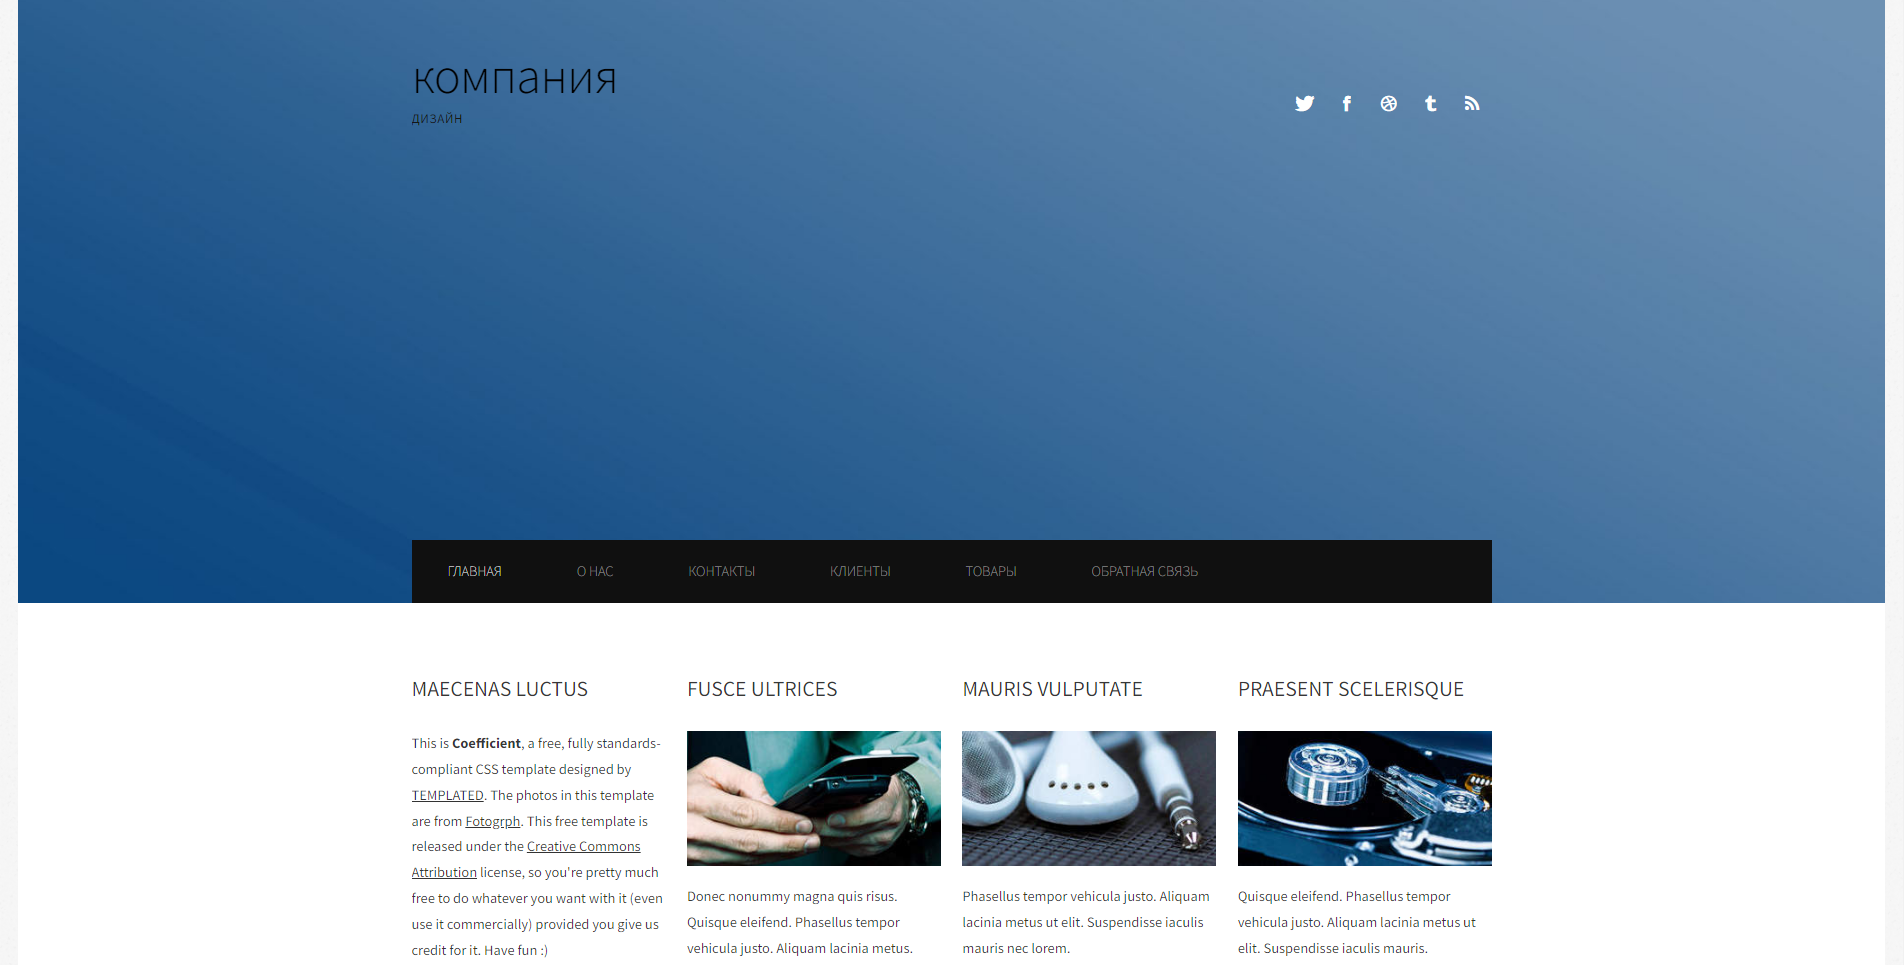 компания
ДИЗАЙН
ГЛАВНАЯ О НАС КОНТАКТЫ КЛИЕНТЫ ТОВАРЫ ОБРАТНАЯ СВЯЗЬ
MAECENAS LUCTUS
This is Coefficient, a free, fully standards-
compliant CSS template designed by
TEMPLATED. The photos in this template
are from Fotogrph. This free template is
released under the Creative Commons
Attribution license, so you're pretty much
free to do whatever you want with it (even
use it commercially) provided you give us
credit for it. Have fun :)
FUSCE ULTRICES
Donec nonummy magna quis risus.
Quisque eleifend. Phasellus tempor
vehicula justo. Aliquam lacinia metus.
MAURIS VULPUTATE
Phasellus tempor vehicula justo. Aliquam
lacinia metus ut elit. Suspendisse iaculis
mauris nec lorem.
PRAESENT SCELERISQUE
Quisque eleifend. Phasellus tempor
vehicula justo. Aliquam lacinia metus ut
elit. Suspendisse iaculis mauris.